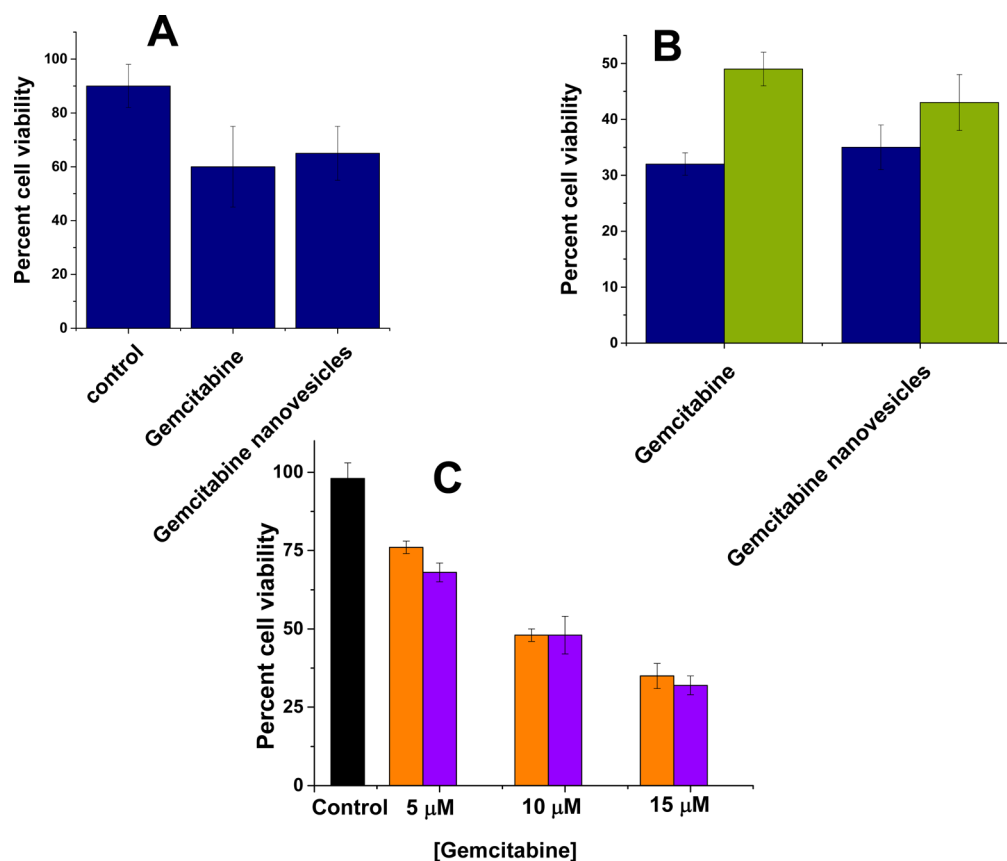 A
Percent cell viability
100
80
60
40
20
0
control
Gemcitabine
Gemcitabine nanovesicles
B
Percent cell viability
50
40
30
20
10
0
Gemcitabine
Gemcitabine nanovesicles
C
Percent cell viability
100
75
50
25
0
Control
5 μM
10 μM
15 μM
[Gemcitabine]